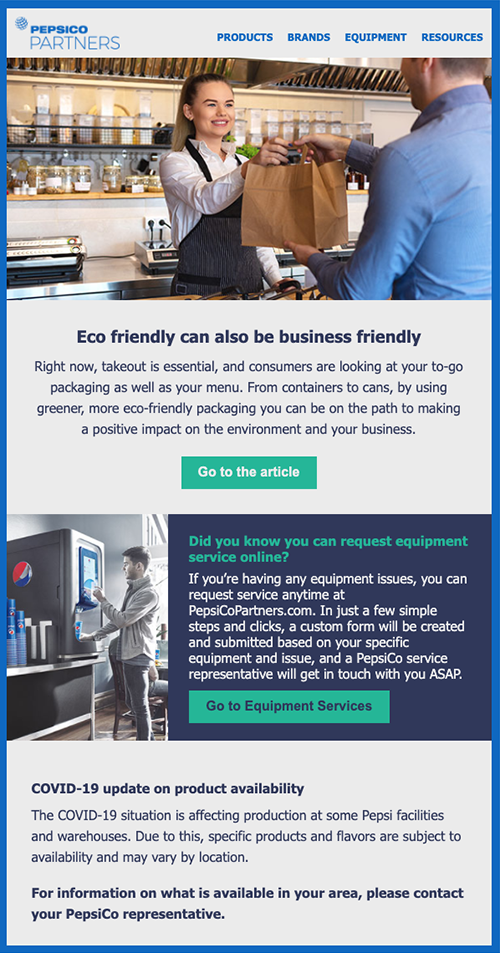 PEPSICO
PARTNERS
PRODUCTS BRANDS EQUIPMENT RESOURCES
Eco friendly can also be business friendly
Right now, takeout is essential, and consumers are looking at your to-go
packaging as well as your menu. From containers to cans, by using
greener, more eco-friendly packaging you can be on the path to making
a positive impact on the environment and your business.
Go to the article
Did you know you can request equipment
service online?
If you’re having any equipment issues, you can
request service anytime at
PepsiCoPartners.com. In just a few simple
steps and clicks, a custom form will be created
and submitted based on your specific
equipment and issue, and a PepsiCo service
representative will get in touch with you ASAP.
Go to Equipment Services
COVID-19 update on product availability
The COVID-19 situation is affecting production at some Pepsi facilities
and warehouses. Due to this, specific products and flavors are subject to
availability and may vary by location.
For information on what is available in your area, please contact
your PepsiCo representative.